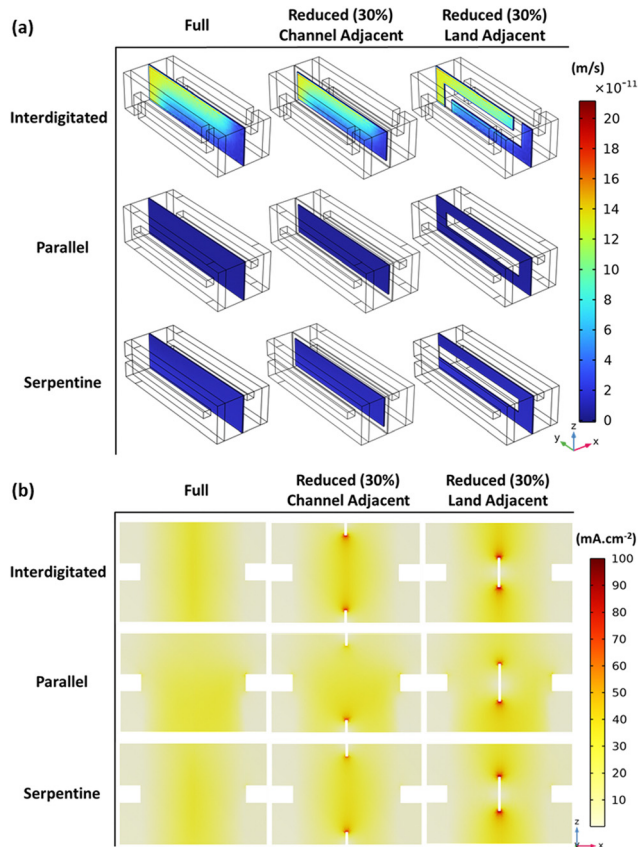 (a)
Full
Reduced (30%)
Channel Adjacent
Reduced (30%)
Land Adjacent
(m/s)
×10⁻¹¹
Interdigitated
Parallel
Serpentine
20
18
16
14
12
10
8
6
4
2
0
z
y
x
(b)
Full
Reduced (30%)
Channel Adjacent
Reduced (30%)
Land Adjacent
(mA.cm⁻²)
Interdigitated
Parallel
Serpentine
100
90
80
70
60
50
40
30
20
10
z
x